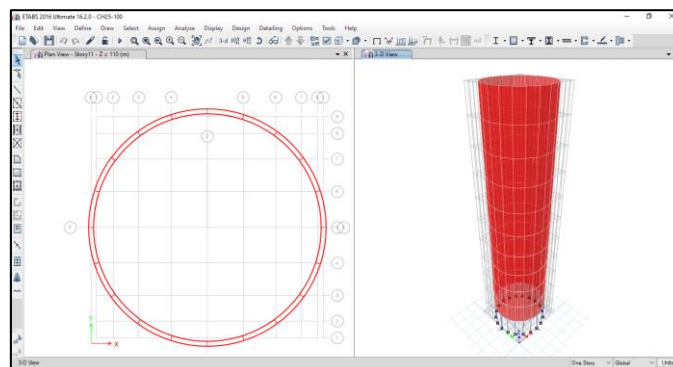 ETABS 2016 Ultimate 16.2.0 - CH25-100
File Edit View Define Draw Select Assign Analyze Display Design Detailing Options Tools Help
Plan View - Story11 - Z = 110 (m)
3-D View
Y
X
3-D View
One Story
Global
Units